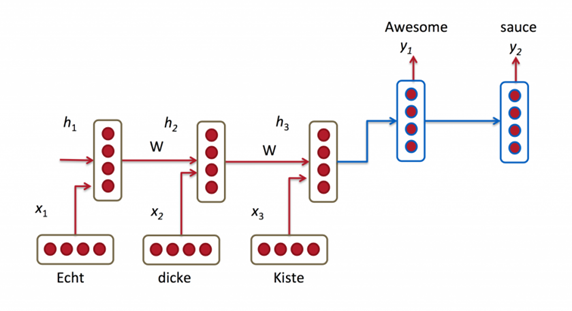 Awesome sauce
y1 y2
h1 h2 h3
W W
x1 x2 x3
Echt dicke Kiste